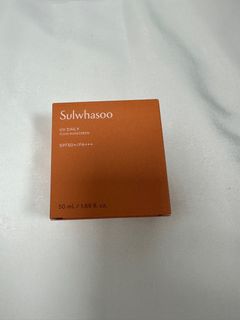 Sulwhasoo
UV DAILY
FLUID SUNSCREEN
SPF50+/PA++++
50 mL / 1.69 fl. oz.